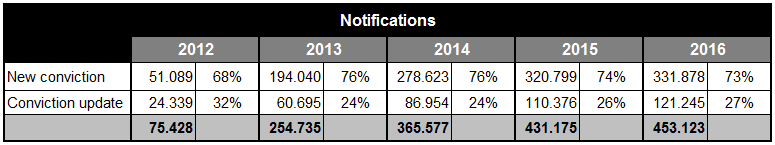 Notifications
2012 2013 2014 2015 2016
New conviction 51.089 68% 194.040 76% 278.623 76% 320.799 74% 331.878 73%
Conviction update 24.339 32% 60.695 24% 86.954 24% 110.376 26% 121.245 27%
75.428 254.735 365.577 431.175 453.123